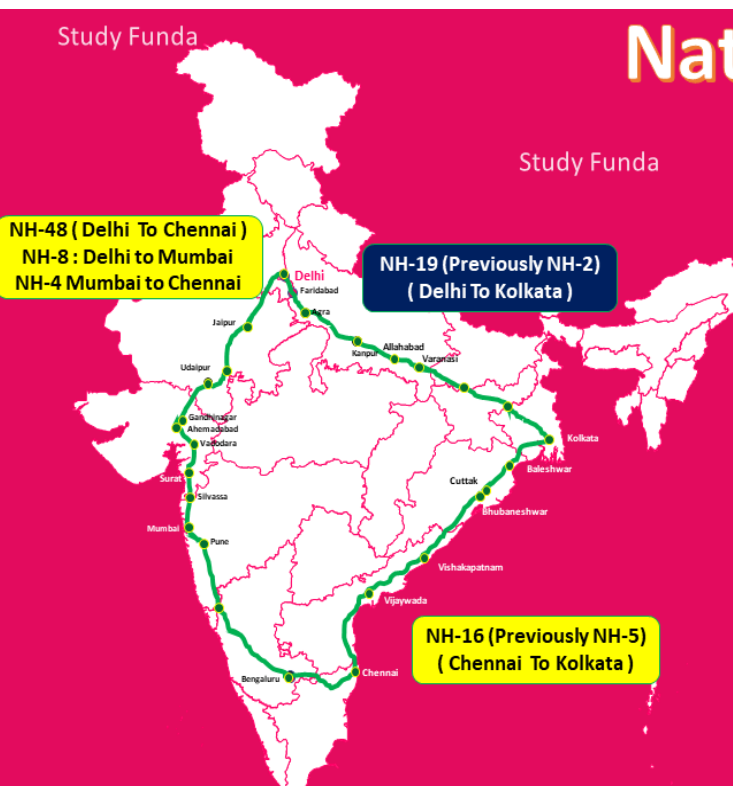 Study Funda
Nat
Study Funda
NH-48 ( Delhi To Chennai )
NH-8 : Delhi to Mumbai
NH-4 Mumbai to Chennai
NH-19 (Previously NH-2)
( Delhi To Kolkata )
Delhi
Faridabad
Agra
Jaipur
Kanpur
Allahabad
Varanasi
Udaipur
Gandhinagar
Ahemadabad
Vadodara
Kolkata
Baleshwar
Surat
Cuttak
Silvassa
Bhubaneshwar
Mumbai
Pune
Vishakapatnam
Vijaywada
NH-16 (Previously NH-5)
( Chennai To Kolkata )
Bengaluru
Chennai